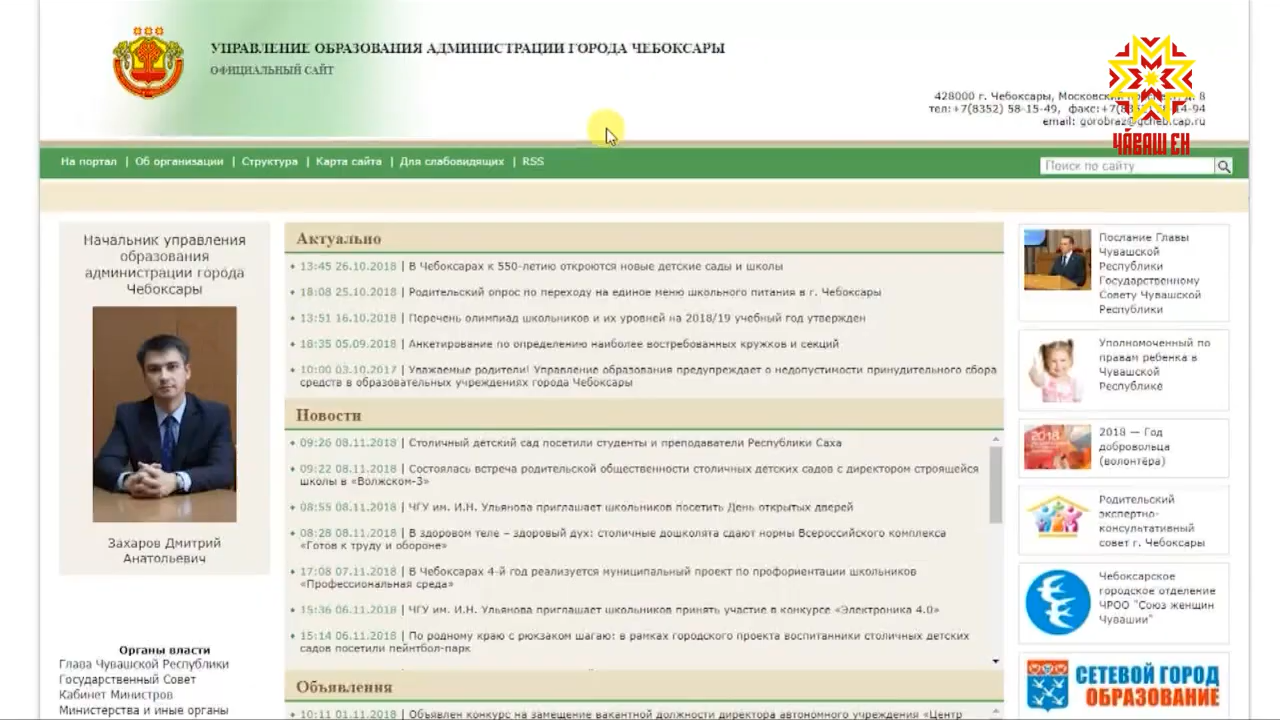 УПРАВЛЕНИЕ ОБРАЗОВАНИЯ АДМИНИСТРАЦИИ ГОРОДА ЧЕБОКСАРЫ
ОФИЦИАЛЬНЫЙ САЙТ
428000 г. Чебоксары, Московский д. 8
тел:+7(8352) 58-15-49, факс:
email: gorobraz@gcheb.cap.ru
ЧӐВАШ ЕН
На портал | Об организации | Структура | Карта сайта | Для слабовидящих | RSS
Поиск по сайту
Начальник управления
образования
администрации города
Чебоксары
Захаров Дмитрий
Анатольевич
Органы власти
Глава Чувашской Республики
Государственный Совет
Кабинет Министров
Министерства и иные органы
Актуально
13:45 26.10.2018 | В Чебоксарах к 550-летию откроются новые детские сады и школы
18:08 25.10.2018 | Родительский опрос по переходу на единое меню школьного питания в г. Чебоксары
13:51 16.10.2018 | Перечень олимпиад школьников и их уровней на 2018/19 учебный год утвержден
18:35 05.09.2018 | Анкетирование по определению наиболее востребованных кружков и секций
10:00 03.10.2017 | Уважаемые родители! Управление образования предупреждает о недопустимости принудительного сбора
средств в образовательных учреждениях города Чебоксары
Новости
09:26 08.11.2018 | Столичный детский сад посетили студенты и преподаватели Республики Саха
09:22 08.11.2018 | Состоялась встреча родительской общественности столичных детских садов с директором строящейся
школы в «Волжском-3»
08:55 08.11.2018 | ЧГУ им. И.Н. Ульянова приглашает школьников посетить День открытых дверей
08:28 08.11.2018 | В здоровом теле – здоровый дух: столичные дошколята сдают нормы Всероссийского комплекса
«Готов к труду и обороне»
17:08 07.11.2018 | В Чебоксарах 4-й год реализуется муниципальный проект по профориентации школьников
«Профессиональная среда»
15:36 06.11.2018 | ЧГУ им. И.Н. Ульянова приглашает школьников принять участие в конкурсе «Электроника 4.0»
15:14 06.11.2018 | По родному краю с рюкзаком шагаю: в рамках городского проекта воспитанники столичных детских
садов посетили пейнтбол-парк
Объявления
10:11 01.11.2018 | Объявлен конкурс на замещение вакантной должности директора автономного учреждения «Центр
Послание Главы
Чувашской
Республики
Государственному
Совету Чувашской
Республики
Уполномоченный по
правам ребенка в
Чувашской
Республике
2018
2018 — Год
добровольца
(волонтёра)
Родительский
экспертно-
консультативный
совет г. Чебоксары
Чебоксарское
городское отделение
ЧРОО "Союз женщин
Чувашии"
СЕТЕВОЙ ГОРОД
ОБРАЗОВАНИЕ